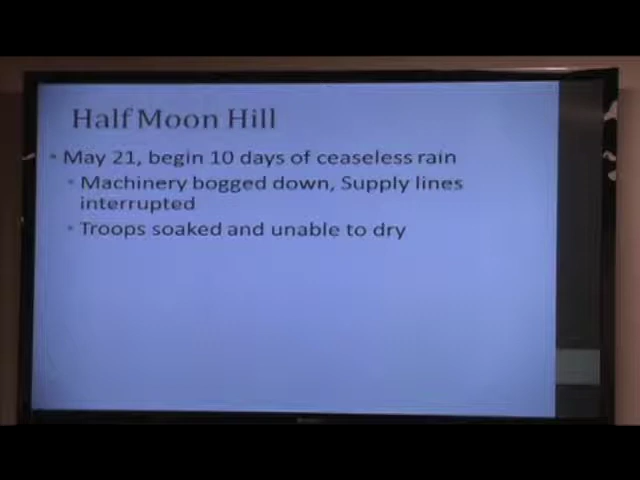 Half Moon Hill
• May 21, begin 10 days of ceaseless rain
• Machinery bogged down, Supply lines
interrupted
• Troops soaked and unable to dry